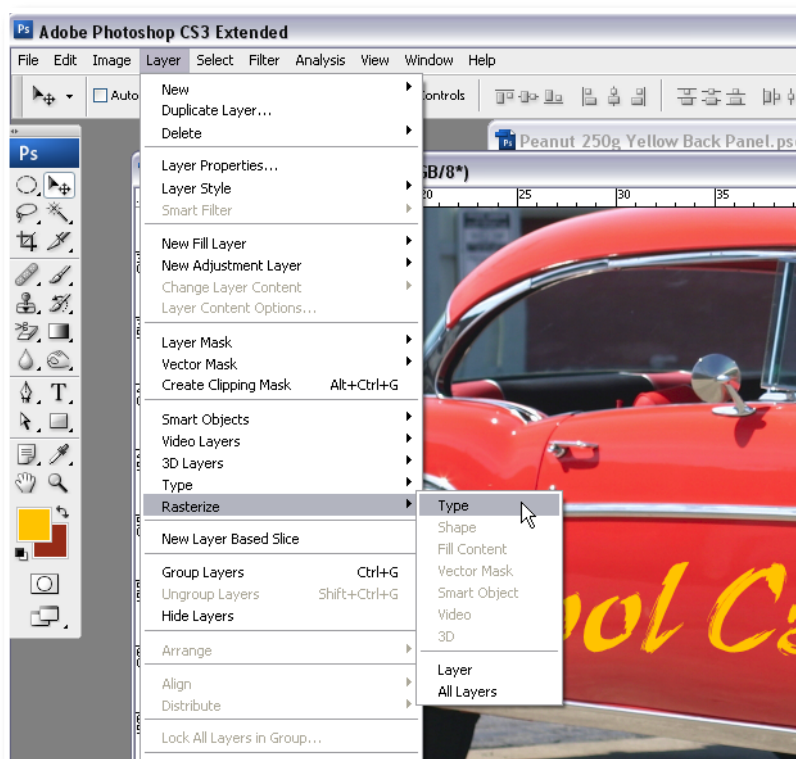 Ps Adobe Photoshop CS3 Extended
File Edit Image Layer Select Filter Analysis View Window Help
Auto
Controls
Peanut 250g Yellow Back Panel.ps
Ps
GB/8*)
20 25 30 35
New
Duplicate Layer...
Delete
Layer Properties...
Layer Style
Smart Filter
New Fill Layer
New Adjustment Layer
Change Layer Content
Layer Content Options...
Layer Mask
Vector Mask
Create Clipping Mask Alt+Ctrl+G
Smart Objects
Video Layers
3D Layers
Type
Rasterize
New Layer Based Slice
Group Layers Ctrl+G
Ungroup Layers Shift+Ctrl+G
Hide Layers
Arrange
Align
Distribute
Lock All Layers in Group...
Type
Shape
Fill Content
Vector Mask
Smart Object
Video
3D
Layer
All Layers
T
ool Ca